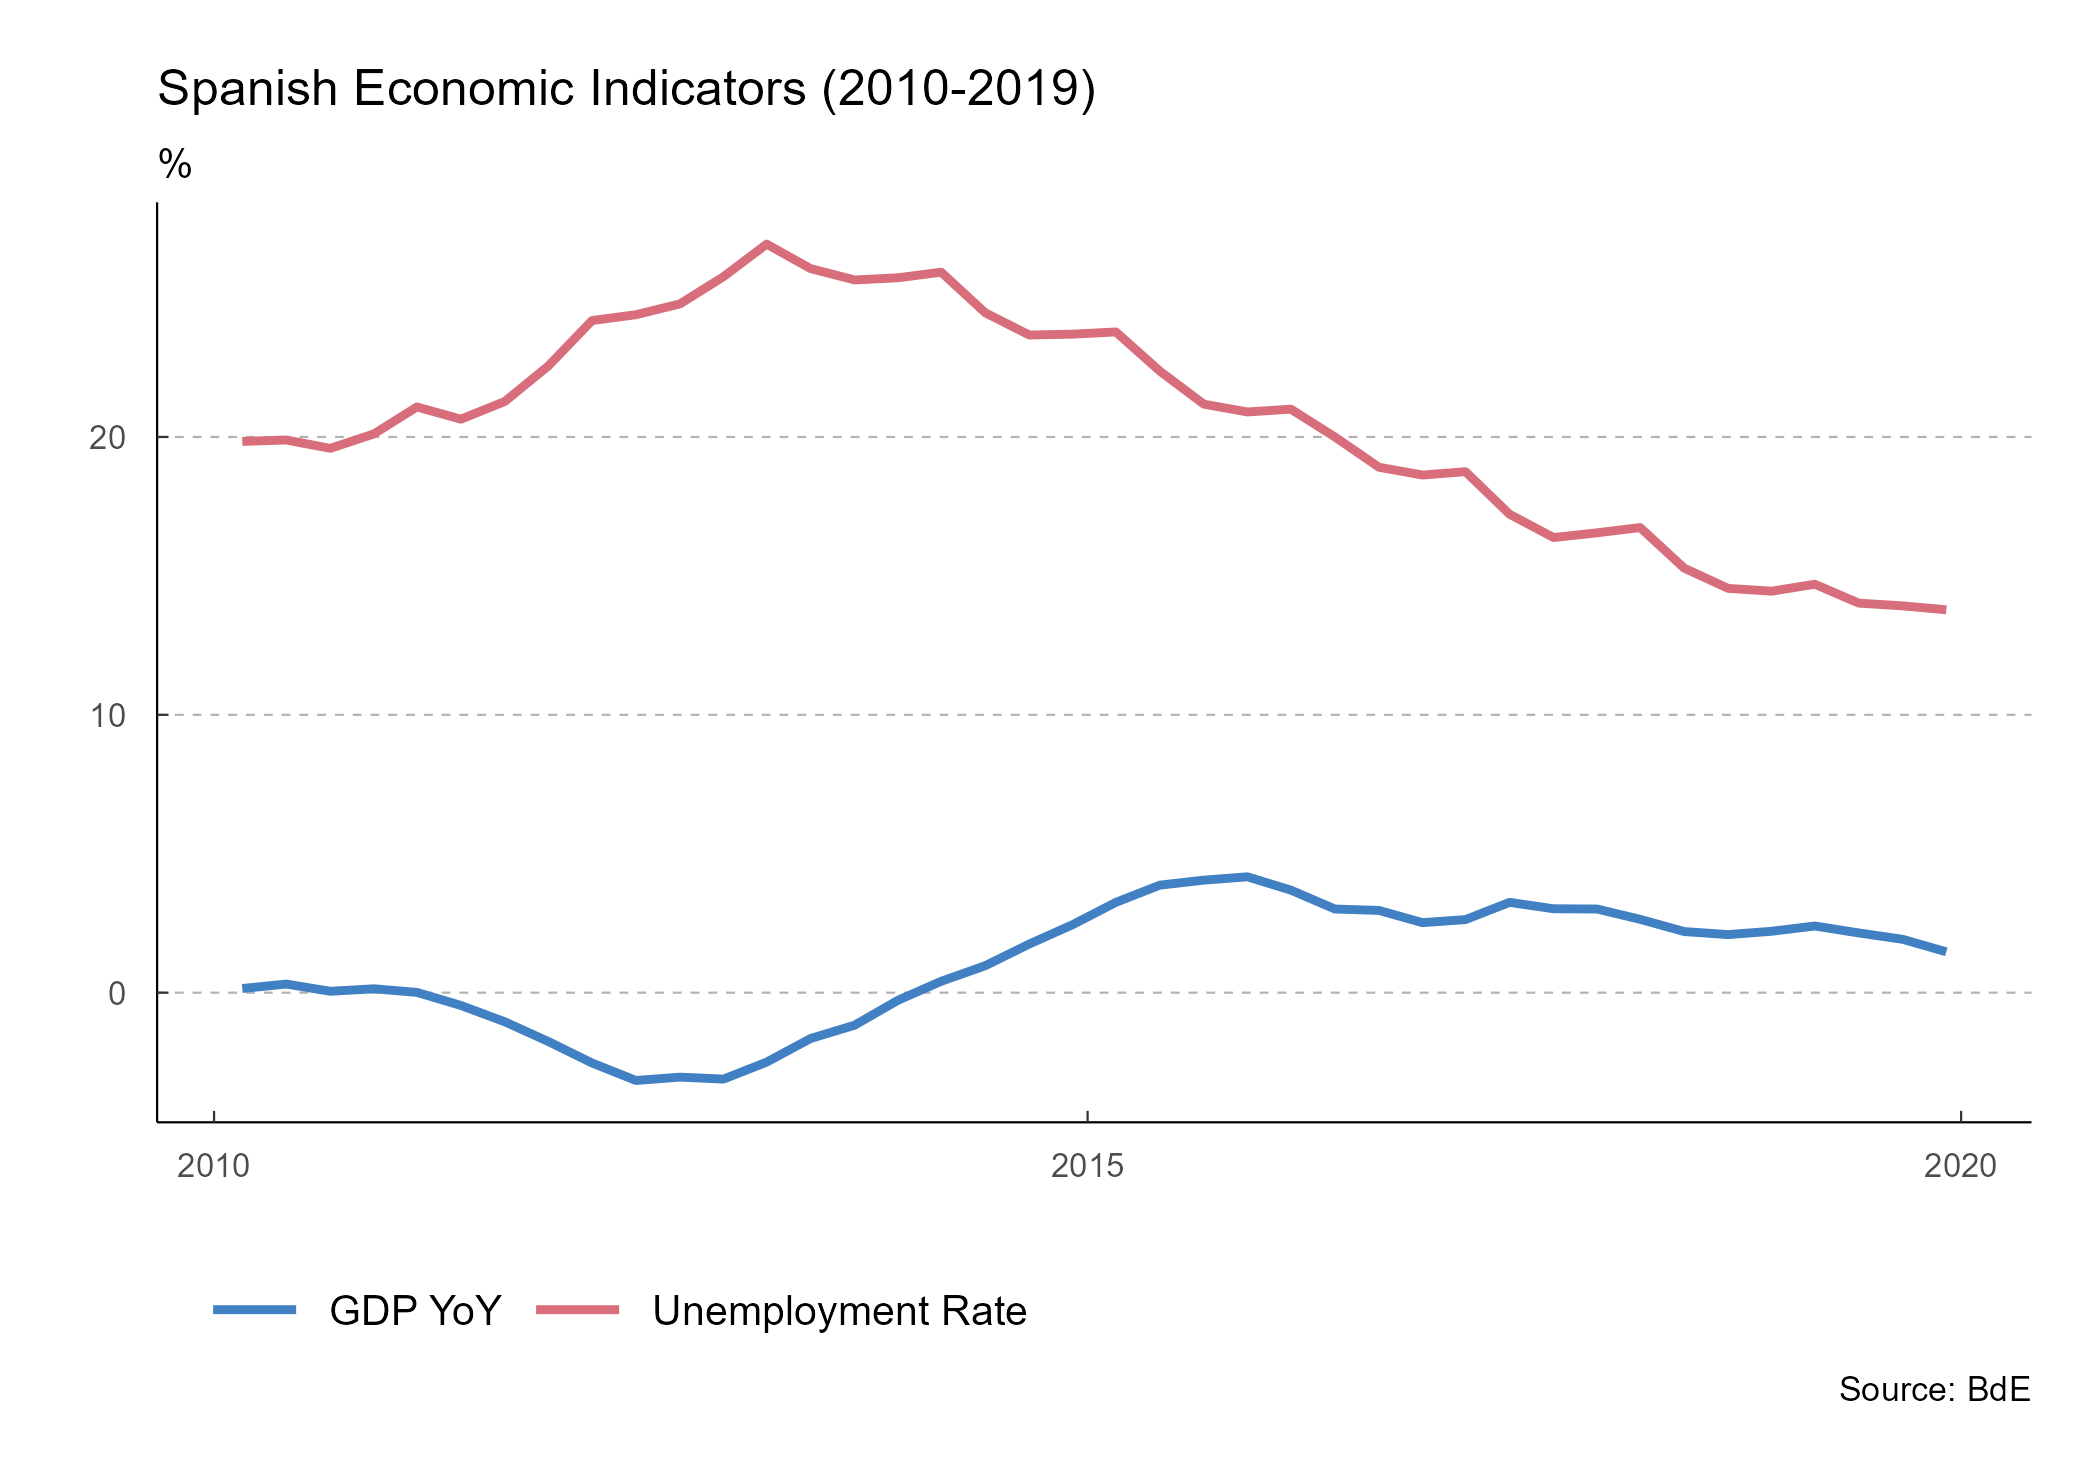 Spanish Economic Indicators (2010-2019)
%
20
10
0
2010 2015 2020
GDP YoY Unemployment Rate
Source: BdE